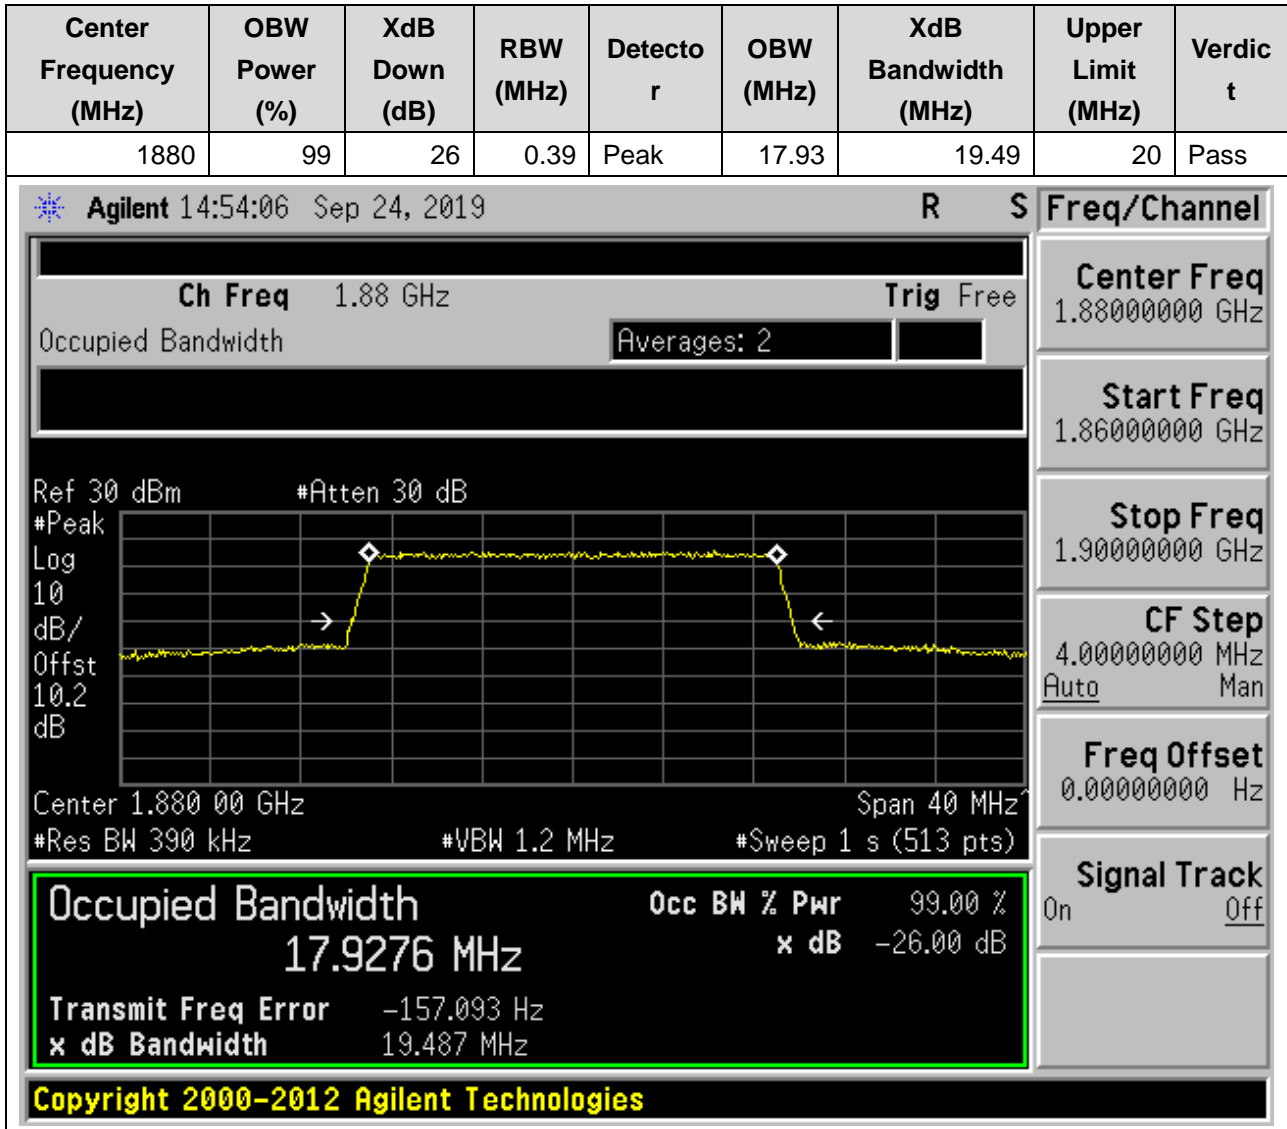 Center Frequency (MHz) OBW Power (%) XdB Down (dB) RBW (MHz) Detecto r OBW (MHz) XdB Bandwidth (MHz) Upper Limit (MHz) Verdic t
1880 99 26 0.39 Peak 17.93 19.49 20 Pass
Agilent 14:54:06 Sep 24, 2019 R S
Freq/Channel
Ch Freq 1.88 GHz Trig Free
Occupied Bandwidth Averages: 2
Center Freq
1.88000000 GHz
Start Freq
1.86000000 GHz
Stop Freq
1.90000000 GHz
CF Step
4.00000000 MHz
Auto Man
Freq Offset
0.00000000 Hz
Signal Track
On Off
Ref 30 dBm #Atten 30 dB
#Peak
Log
10
dB/
Offst
10.2
dB
Center 1.880 00 GHz Span 40 MHz^
#Res BW 390 kHz #VBW 1.2 MHz #Sweep 1 s (513 pts)
Occupied Bandwidth Occ BW % Pwr 99.00 %
17.9276 MHz x dB -26.00 dB
Transmit Freq Error -157.093 Hz
x dB Bandwidth 19.487 MHz
Copyright 2000-2012 Agilent Technologies